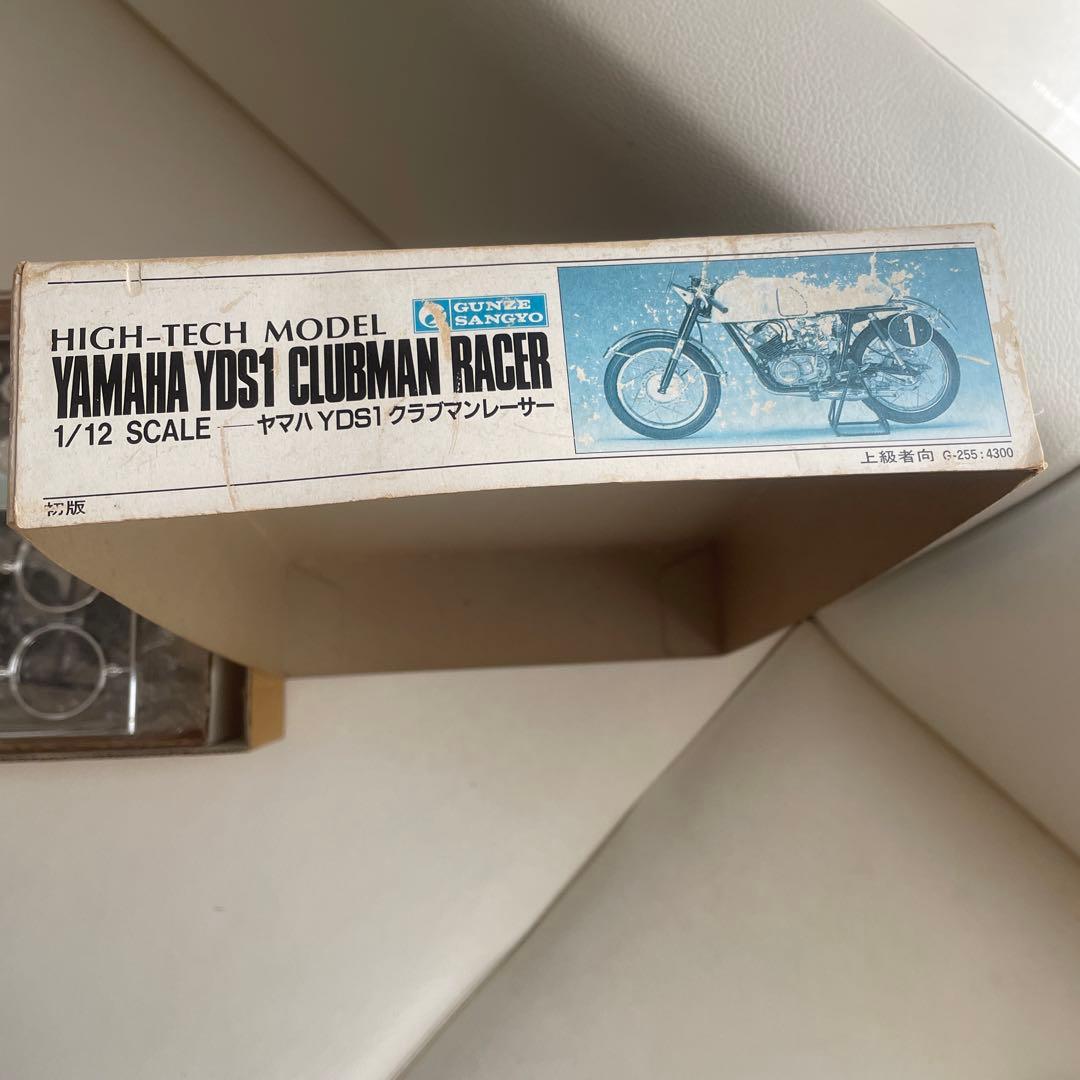 HIGH-TECH MODEL
GUNZE
SANGYO
YAMAHA YDS1 CLUBMAN RACER
1/12 SCALE — ヤマハ YDS1 クラブマンレーサー
1
上級者向 G-255:4300
初版